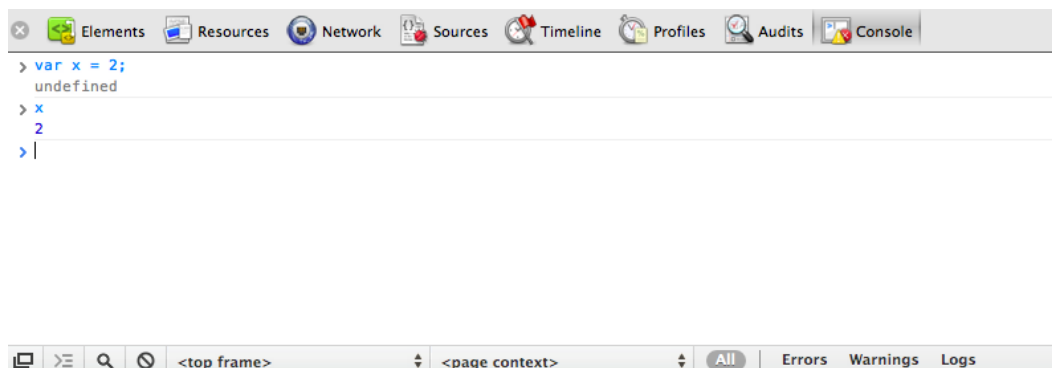 Elements Resources Network Sources Timeline Profiles Audits Console
> var x = 2;
undefined
> x
2
>
<top frame> <page context> All Errors Warnings Logs